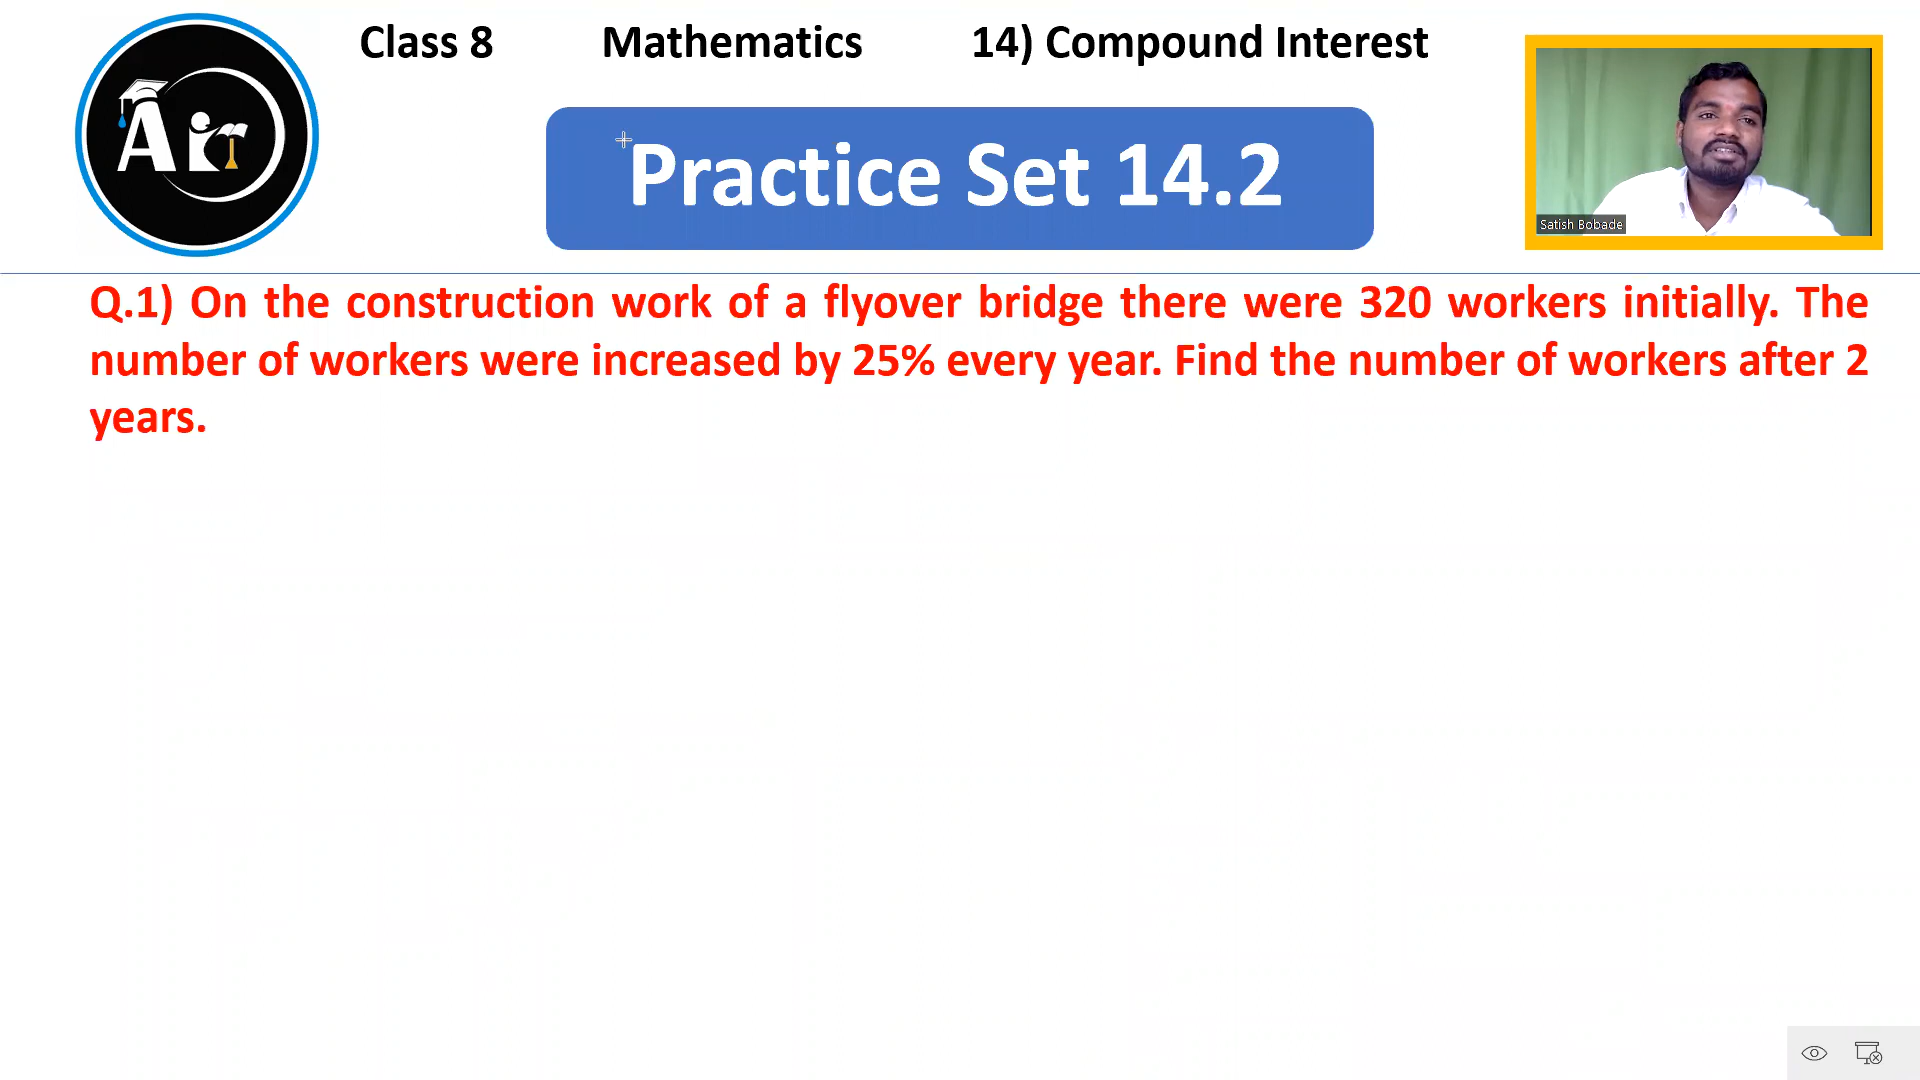 Class 8 Mathematics 14) Compound Interest
Air
Practice Set 14.2
Satish Bobade
Q.1) On the construction work of a flyover bridge there were 320 workers initially. The
number of workers were increased by 25% every year. Find the number of workers after 2
years.